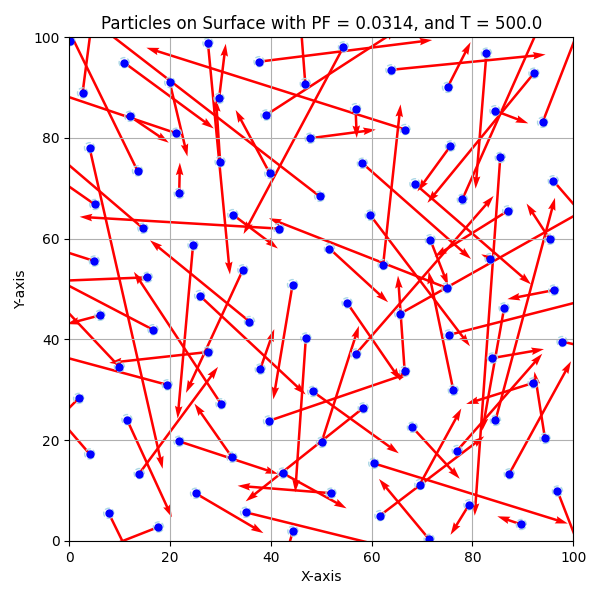 Particles on Surface with PF = 0.0314, and T = 500.0
100
80
60
40
20
0
Y-axis
0 20 40 60 80 100
X-axis